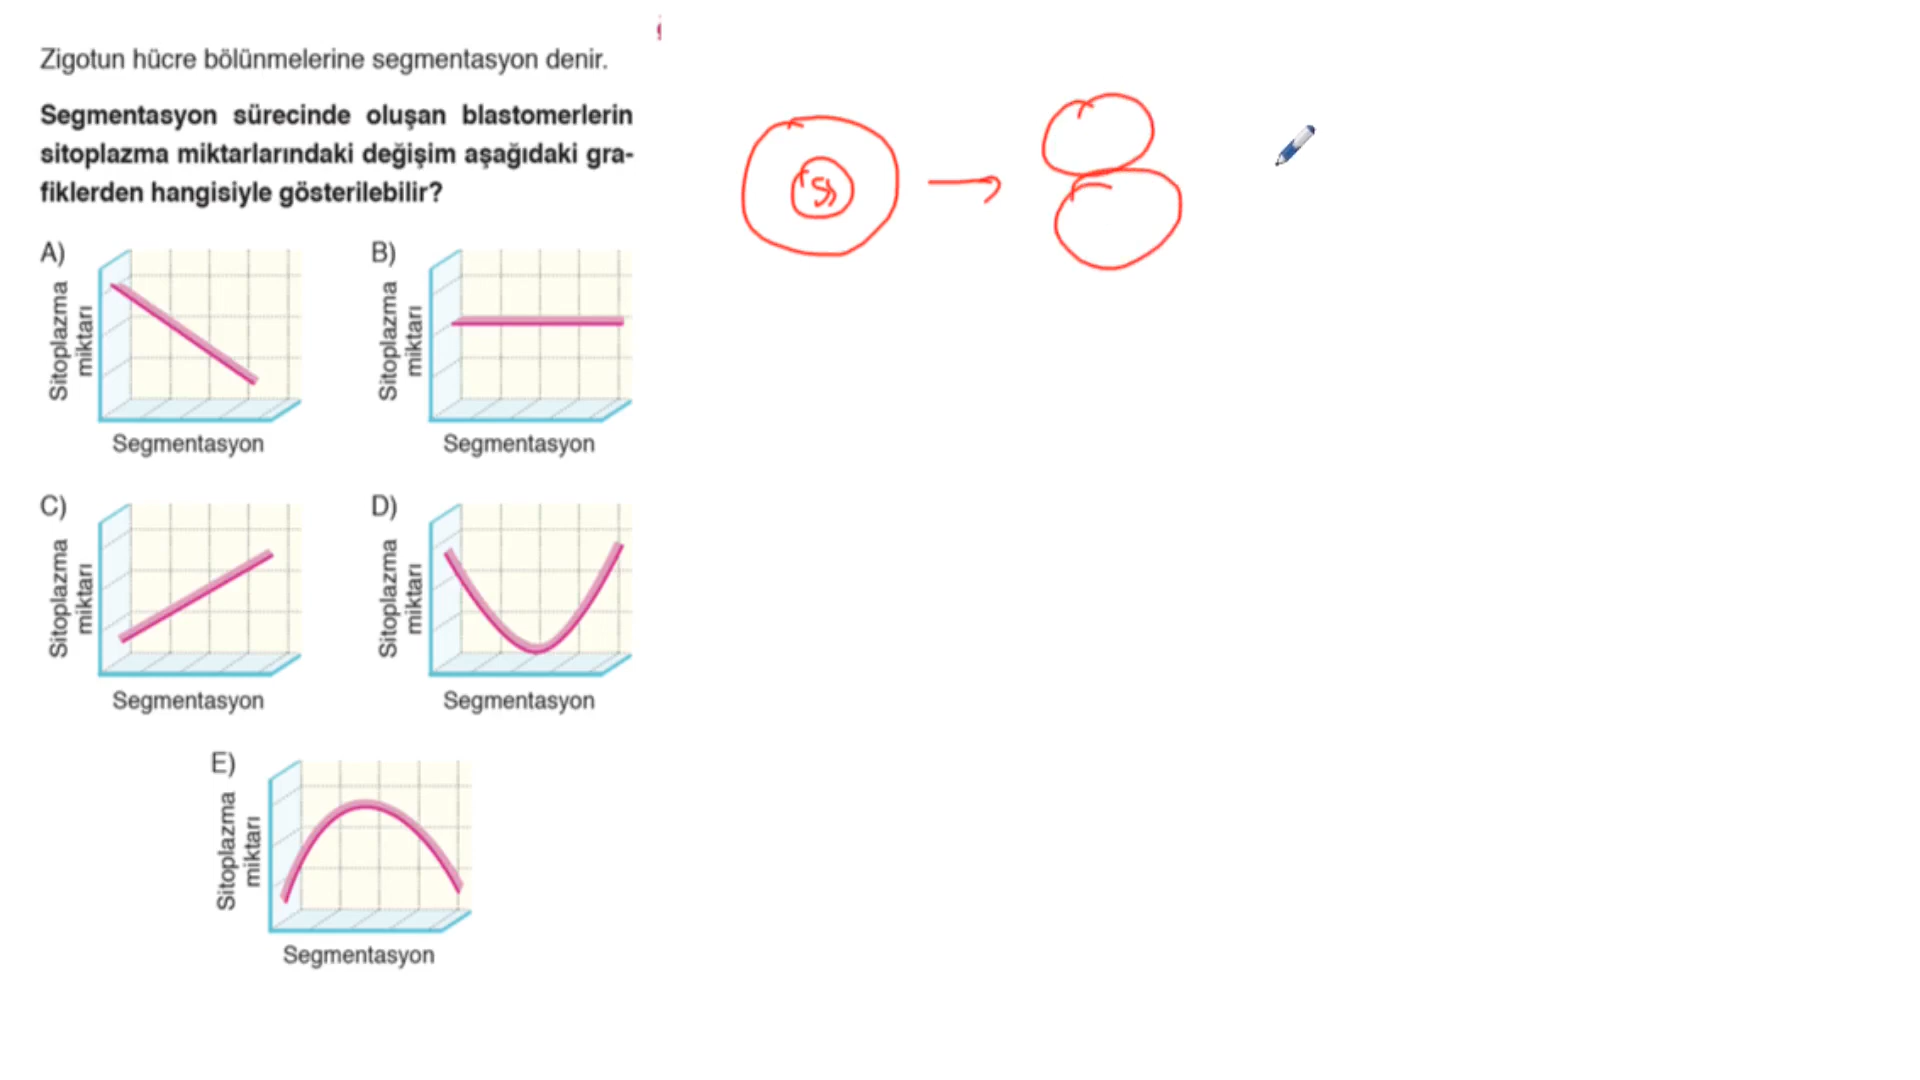 Zigotun hücre bölünmelerine segmentasyon denir.
Segmentasyon sürecinde oluşan blastomerlerin
sitoplazma miktarlarındaki değişim aşağıdaki gra-
fiklerden hangisiyle gösterilebilir?
A)
Sitoplazma
miktarı
Segmentasyon
B)
Sitoplazma
miktarı
Segmentasyon
C)
Sitoplazma
miktarı
Segmentasyon
D)
Sitoplazma
miktarı
Segmentasyon
E)
Sitoplazma
miktarı
Segmentasyon